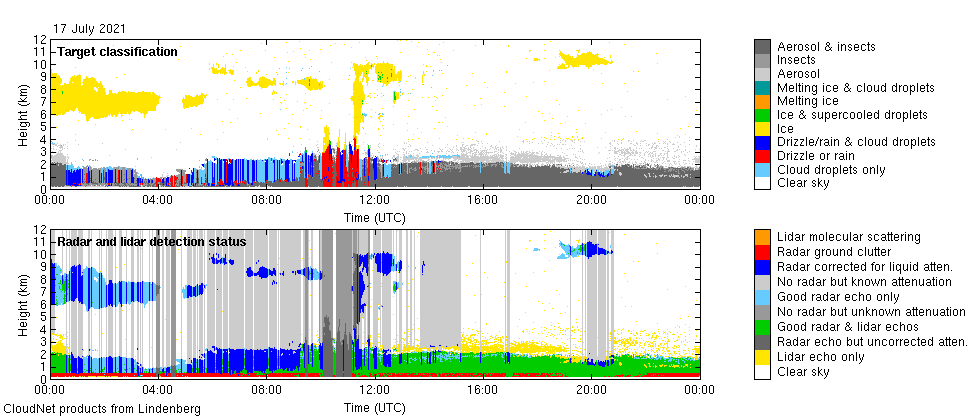 17 July 2021
Target classification
Height (km)
12
11
10
9
8
7
6
5
4
3
2
1
0
00:00 04:00 08:00 12:00 16:00 20:00 00:00
Time (UTC)
Aerosol & insects
Insects
Aerosol
Melting ice & cloud droplets
Melting ice
Ice & supercooled droplets
Ice
Drizzle/rain & cloud droplets
Drizzle or rain
Cloud droplets only
Clear sky
Radar and lidar detection status
Height (km)
12
11
10
9
8
7
6
5
4
3
2
1
0
00:00 04:00 08:00 12:00 16:00 20:00 00:00
Time (UTC)
Lidar molecular scattering
Radar ground clutter
Radar corrected for liquid atten.
No radar but known attenuation
Good radar echo only
No radar but unknown attenuation
Good radar & lidar echos
Radar echo but uncorrected atten.
Lidar echo only
Clear sky
CloudNet products from Lindenberg